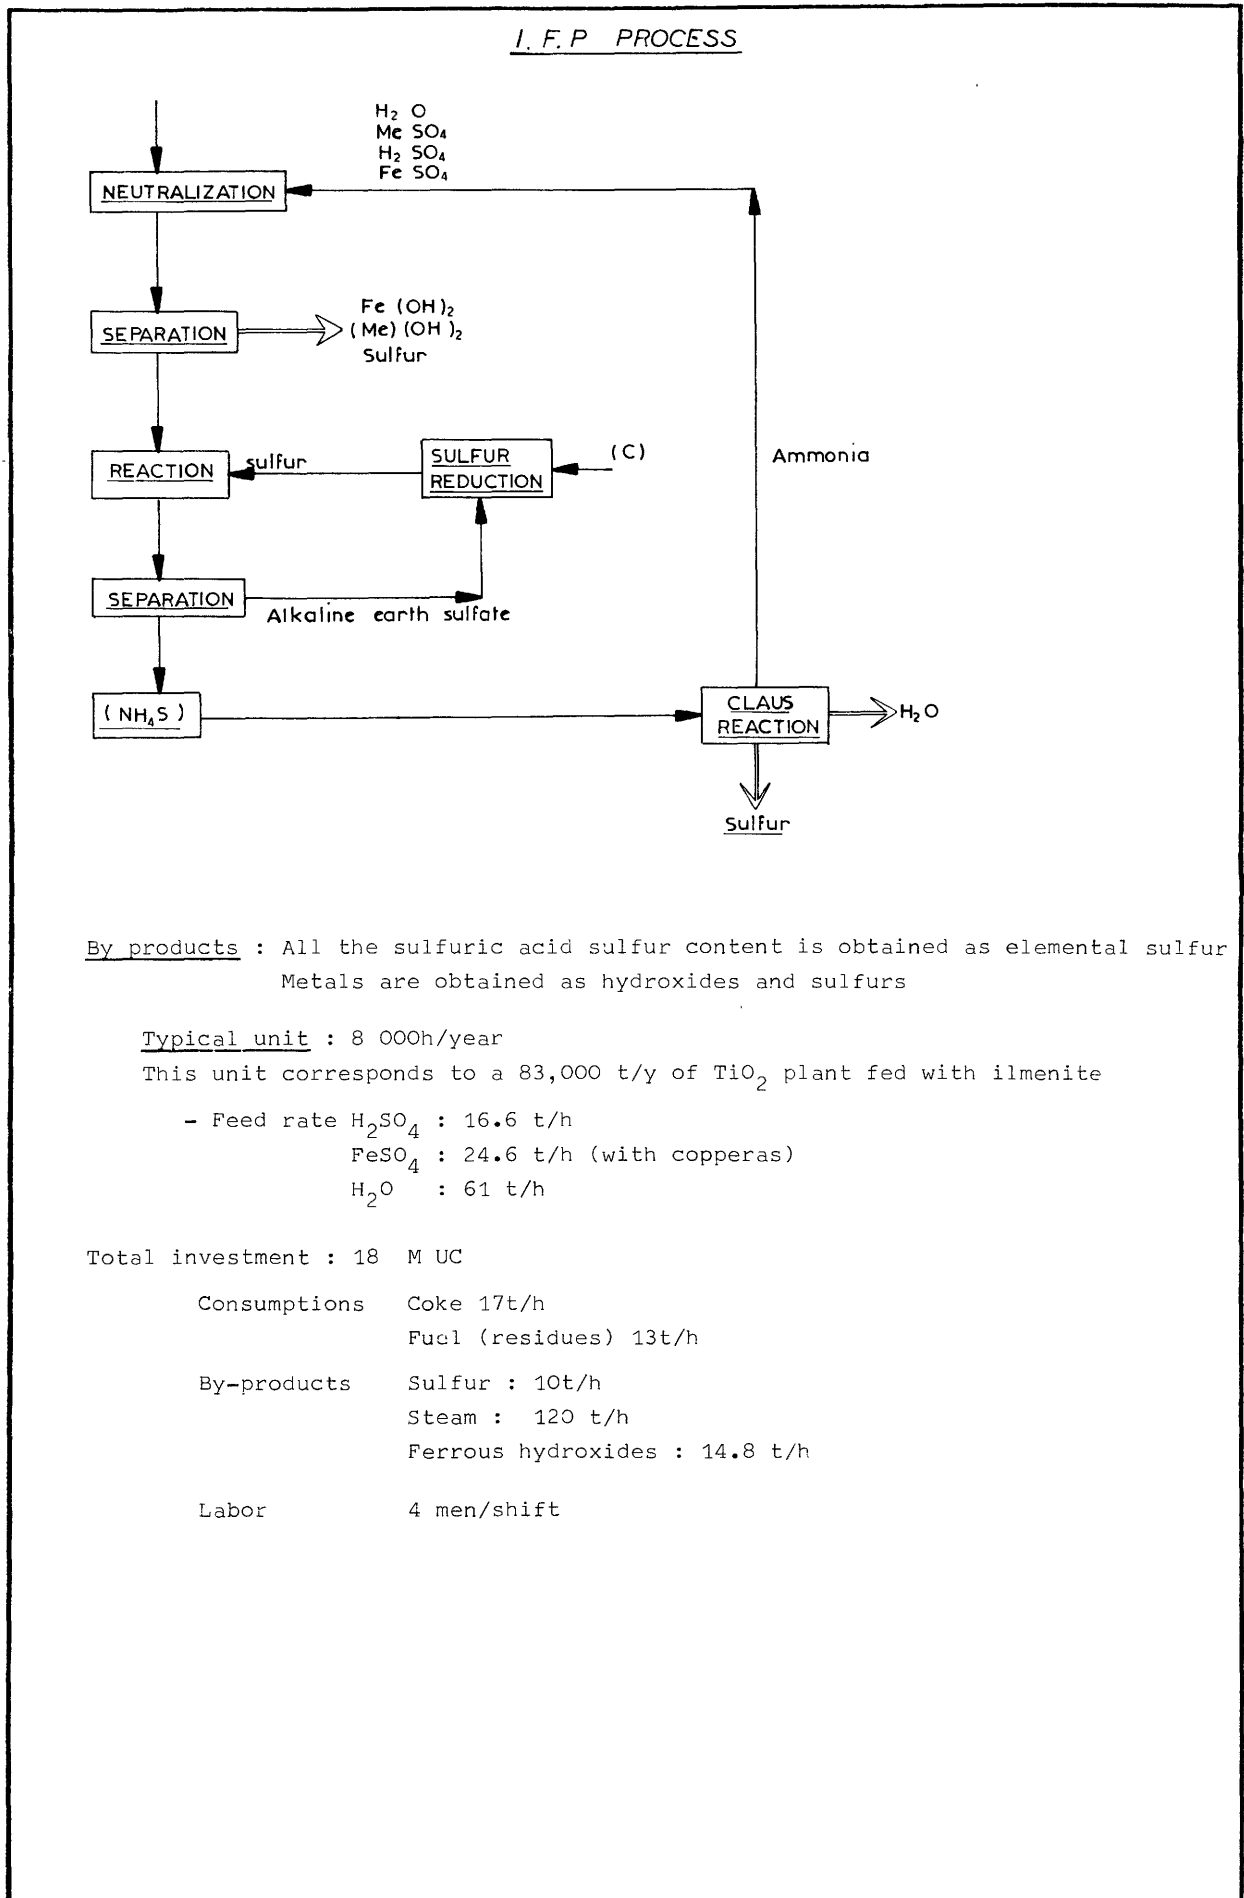 I. F. P PROCESS
H₂ O
Me SO₄
H₂ SO₄
Fe SO₄
NEUTRALIZATION
Fe (OH)₂
(Me) (OH)₂
Sulfur
SEPARATION
REACTION
sulfur
SULFUR
REDUCTION
(C)
Ammonia
SEPARATION
Alkaline earth sulfate
(NH₄S)
CLAUS
REACTION
H₂O
Sulfur
By products : All the sulfuric acid sulfur content is obtained as elemental sulfur
Metals are obtained as hydroxides and sulfurs
Typical unit : 8 000h/year
This unit corresponds to a 83,000 t/y of TiO₂ plant fed with ilmenite
- Feed rate H₂SO₄ : 16.6 t/h
FeSO₄ : 24.6 t/h (with copperas)
H₂O : 61 t/h
Total investment : 18 M UC
Consumptions Coke 17t/h
Fuel (residues) 13t/h
By-products Sulfur : 10t/h
Steam : 120 t/h
Ferrous hydroxides : 14.8 t/h
Labor 4 men/shift